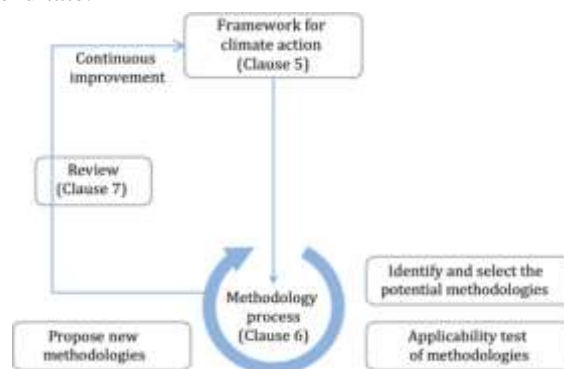 Framework for
climate action
(Clause 5)
Continuous
improvement
Review
(Clause 7)
Methodology
process
(Clause 6)
Identify and select the
potential methodologies
Propose new
methodologies
Applicability test
of methodologies